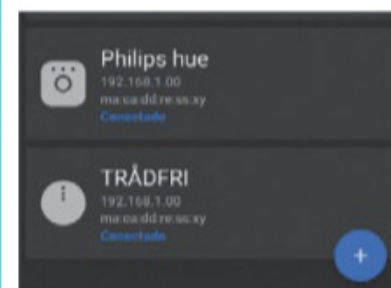 Philips hue
192.168.1.00
ma:ca:dd:re:ss:xy
Conectado
TRÅDFRI
192.168.1.00
ma:ca:dd:re:ss:xy
Conectado
+